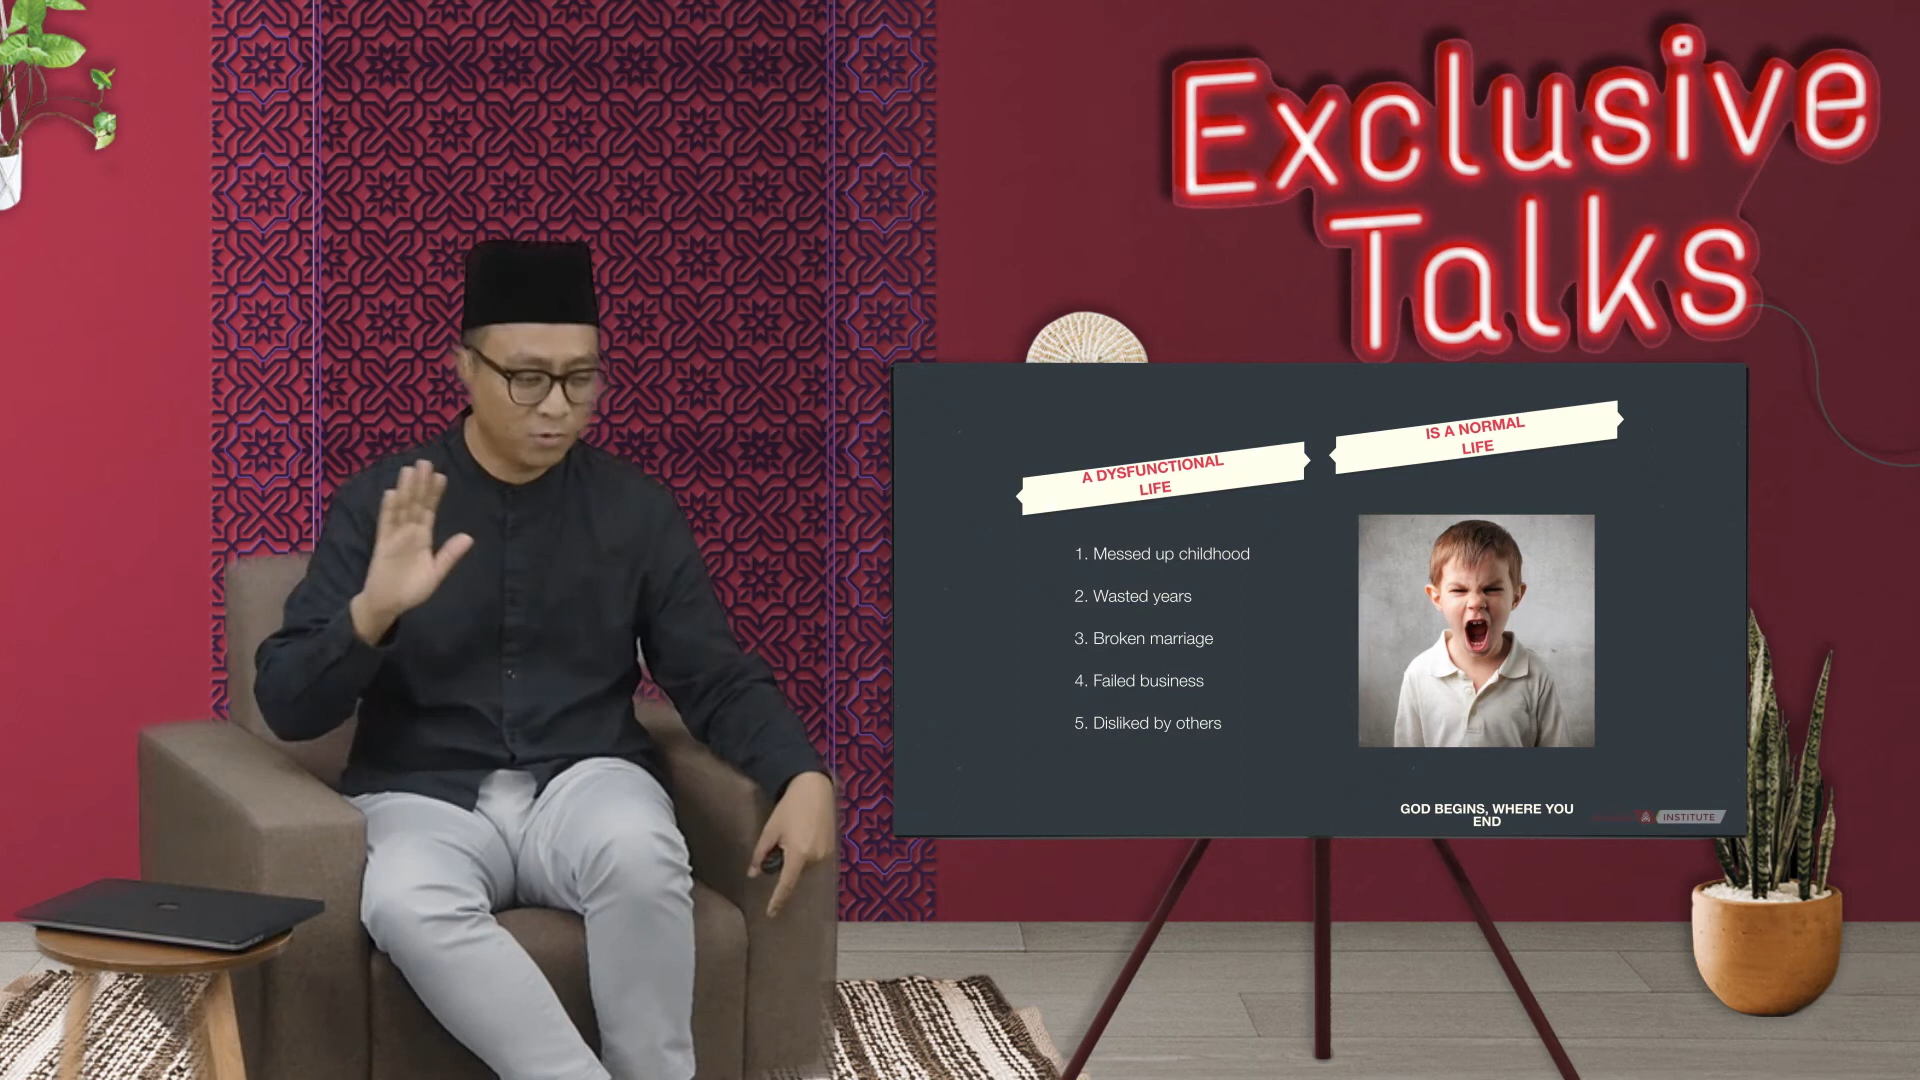 Exclusive
Talks
A DYSFUNCTIONAL
LIFE
IS A NORMAL
LIFE
1. Messed up childhood
2. Wasted years
3. Broken marriage
4. Failed business
5. Disliked by others
GOD BEGINS, WHERE YOU
END
INSTITUTE